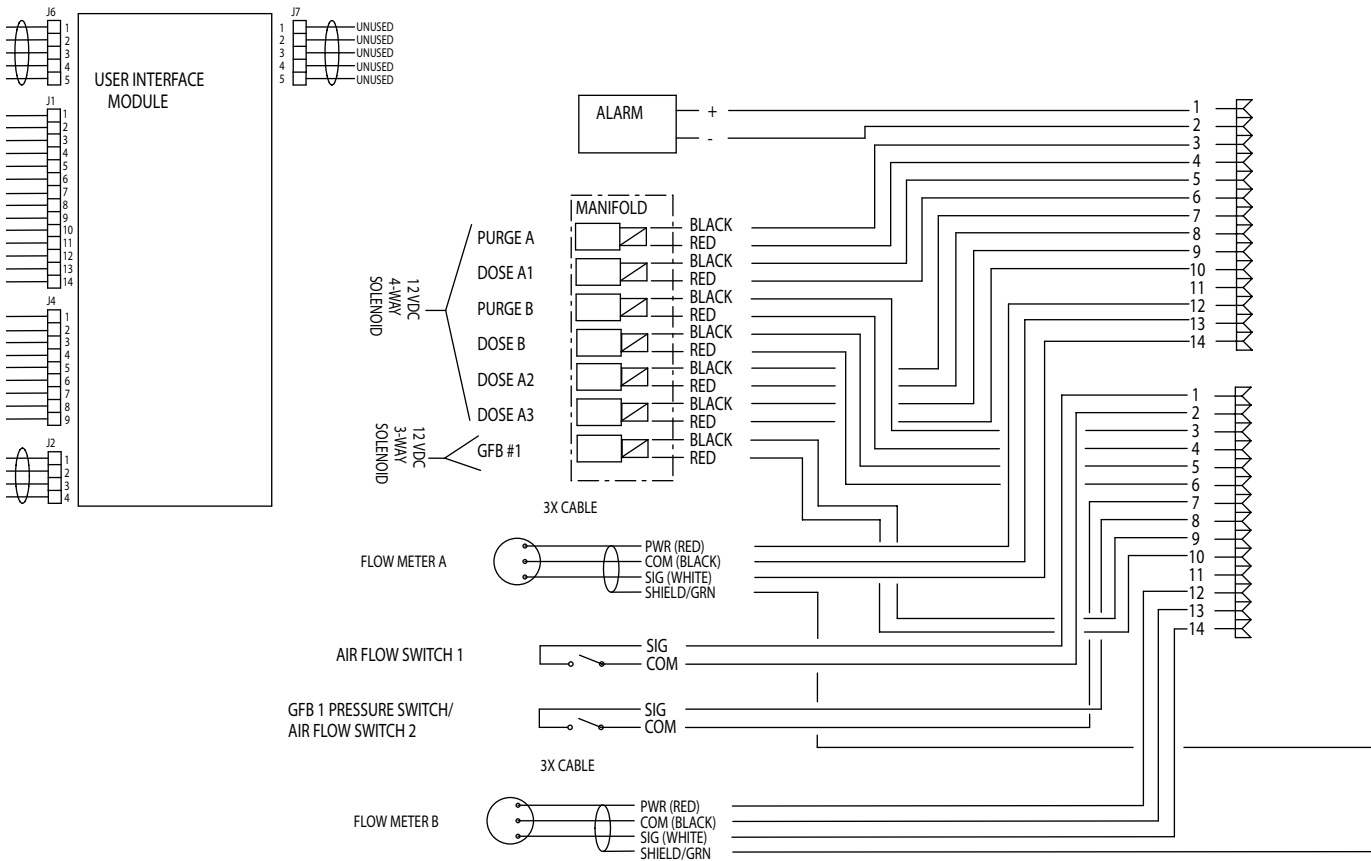 J6
1
2
3
4
5
J1
1
2
3
4
5
6
7
8
9
10
11
12
13
14
J4
1
2
3
4
5
6
7
8
9
J2
1
2
3
4
USER INTERFACE
MODULE
J7
1 UNUSED
2 UNUSED
3 UNUSED
4 UNUSED
5 UNUSED
ALARM
+
-
MANIFOLD
12 VDC
4-WAY
SOLENOID
12 VDC
3-WAY
SOLENOID
PURGE A
BLACK
RED
DOSE A1
BLACK
RED
PURGE B
BLACK
RED
DOSE B
BLACK
RED
DOSE A2
BLACK
RED
DOSE A3
BLACK
RED
GFB #1
BLACK
RED
1
2
3
4
5
6
7
8
9
10
11
12
13
14
1
2
3
4
5
6
7
8
9
10
11
12
13
14
3X CABLE
FLOW METER A
PWR (RED)
COM (BLACK)
SIG (WHITE)
SHIELD/GRN
AIR FLOW SWITCH 1
SIG
COM
GFB 1 PRESSURE SWITCH/
AIR FLOW SWITCH 2
SIG
COM
3X CABLE
FLOW METER B
PWR (RED)
COM (BLACK)
SIG (WHITE)
SHIELD/GRN